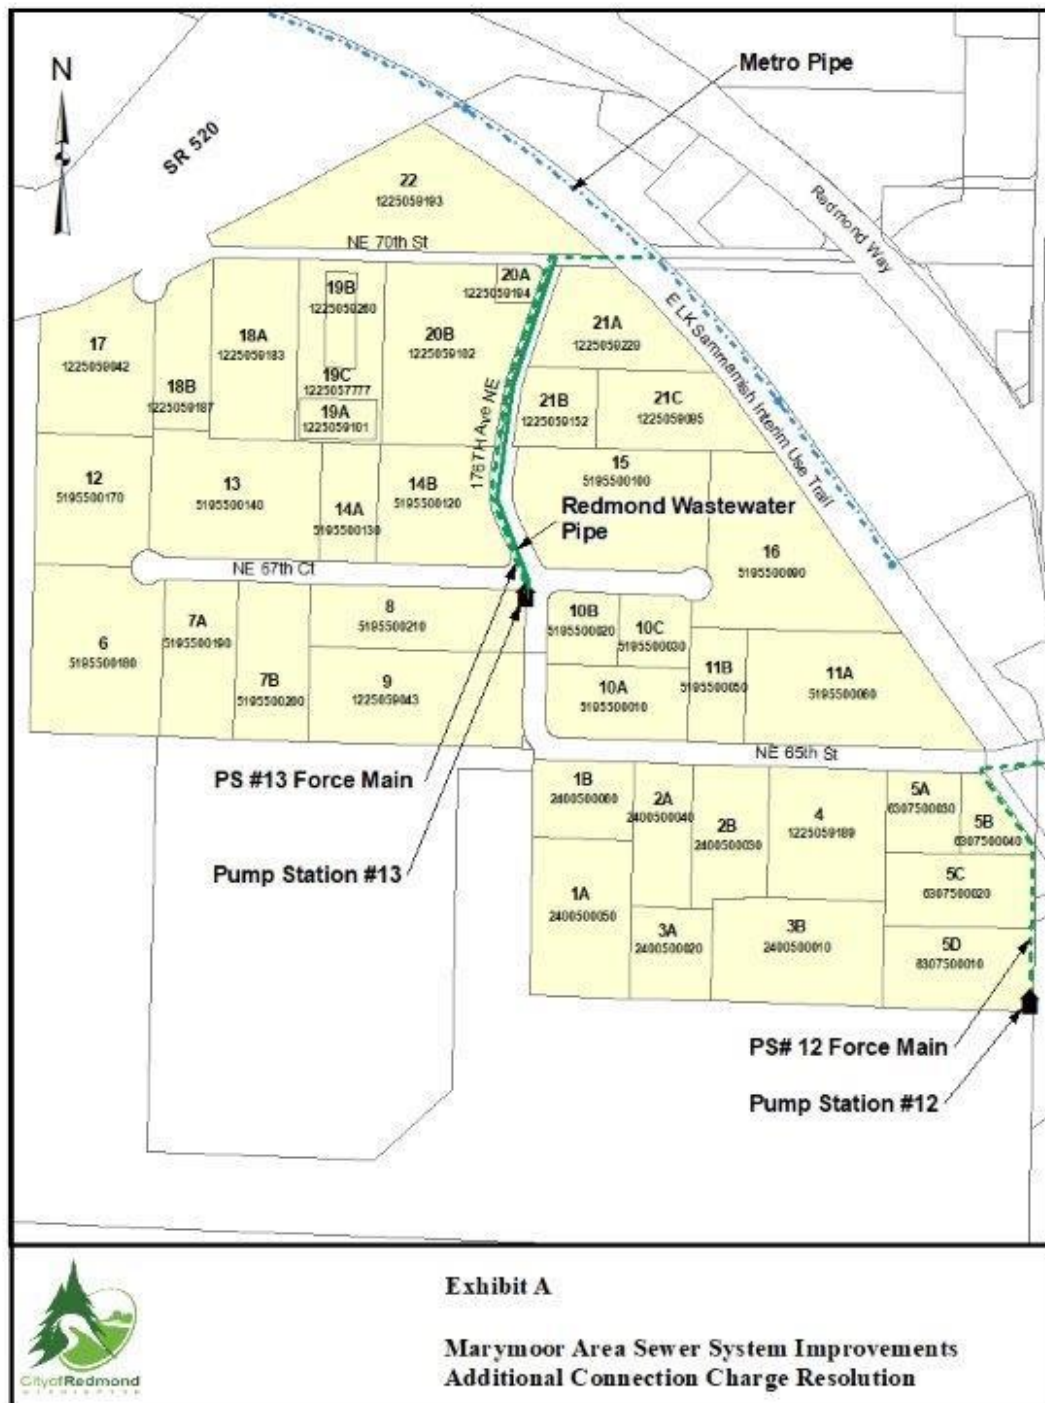 Metro Pipe
N
SR 520
Redmond Way
22
1225059193
NE 70th St
20A
1225059194
19B
1225059260
21A
1225059229
E LK Sammamish Interim Use Trail
17
1225059042
18A
1225059183
20B
1225059102
18B
1225059187
19C
1225057777
19A
1225059101
176TH Ave NE
21B
1225059152
21C
1225059095
12
5195500170
13
5195500140
14A
5195500130
14B
5195500120
15
5195500100
Redmond Wastewater
Pipe
16
5195500090
NE 67th Ct
6
5195500180
7A
5195500190
7B
5195500200
8
5195500210
9
1225059043
10B
5195500020
10C
5195500030
10A
5195500010
11B
5195500050
11A
5195500060
NE 65th St
PS #13 Force Main
Pump Station #13
1B
2400500060
2A
2400500040
2B
2400500030
4
1225059189
5A
6307500030
5B
6307500040
1A
2400500050
5C
6307500020
3A
2400500020
3B
2400500010
5D
6307500010
PS# 12 Force Main
Pump Station #12
CityofRedmond
WASHINGTON
Exhibit A
Marymoor Area Sewer System Improvements
Additional Connection Charge Resolution